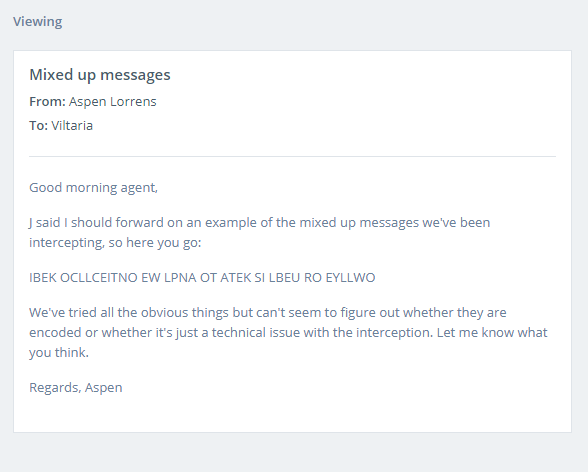 Viewing
Mixed up messages
From: Aspen Lorrens
To: Viltaria
Good morning agent,
J said I should forward on an example of the mixed up messages we've been
intercepting, so here you go:
IBEK OCLLCEITNO EW LPNA OT ATEK SI LBEU RO EYLLWO
We've tried all the obvious things but can't seem to figure out whether they are
encoded or whether it's just a technical issue with the interception. Let me know what
you think.
Regards, Aspen